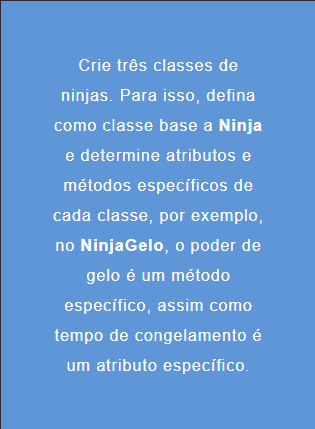 Crie três classes de
ninjas. Para isso, defina
como classe base a Ninja
e determine atributos e
métodos específicos de
cada classe, por exemplo,
no NinjaGelo, o poder de
gelo é um método
específico, assim como
tempo de congelamento é
um atributo específico.